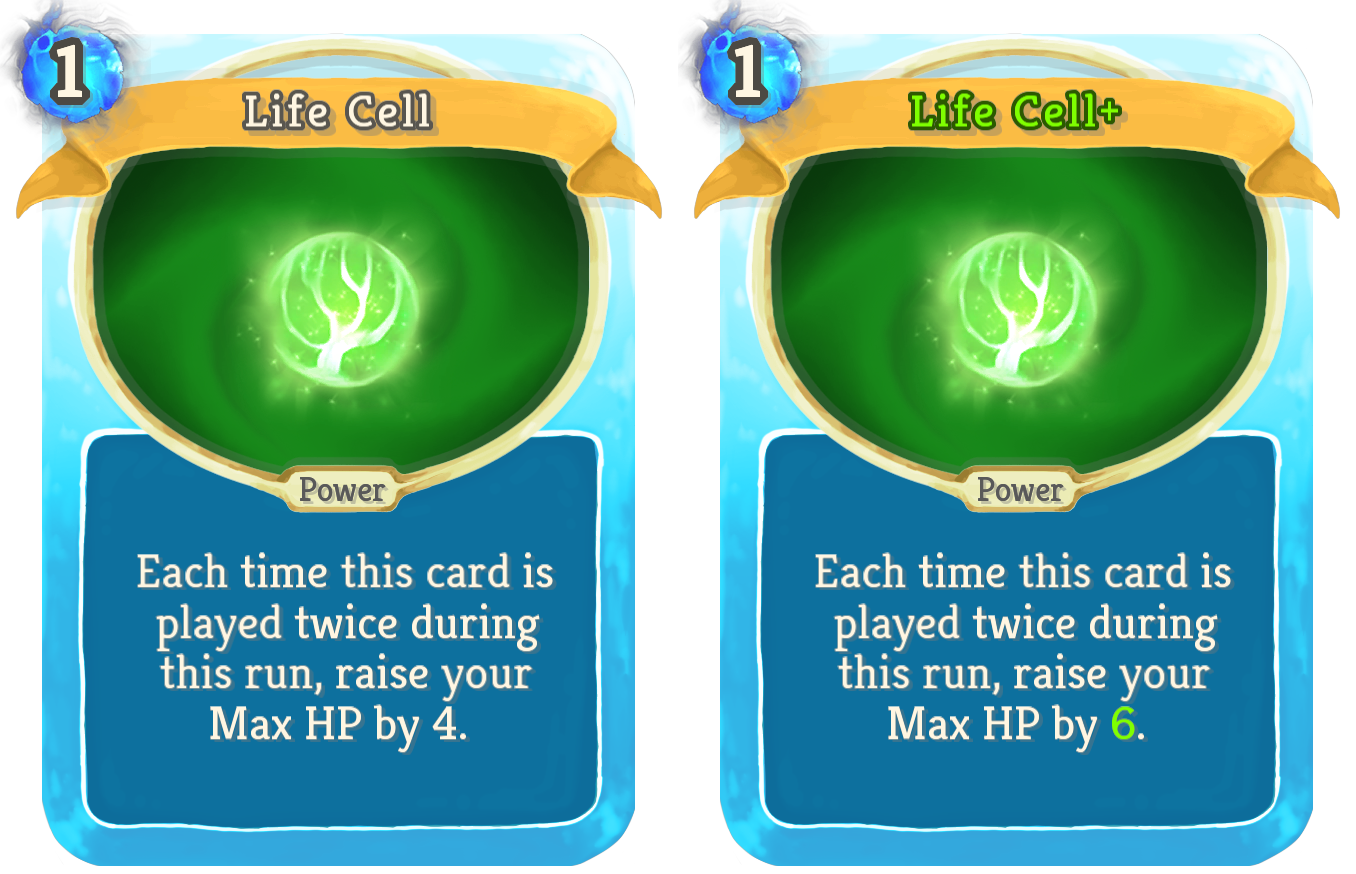 1
Life Cell
Power
Each time this card is
played twice during
this run, raise your
Max HP by 4.
1
Life Cell+
Power
Each time this card is
played twice during
this run, raise your
Max HP by 6.